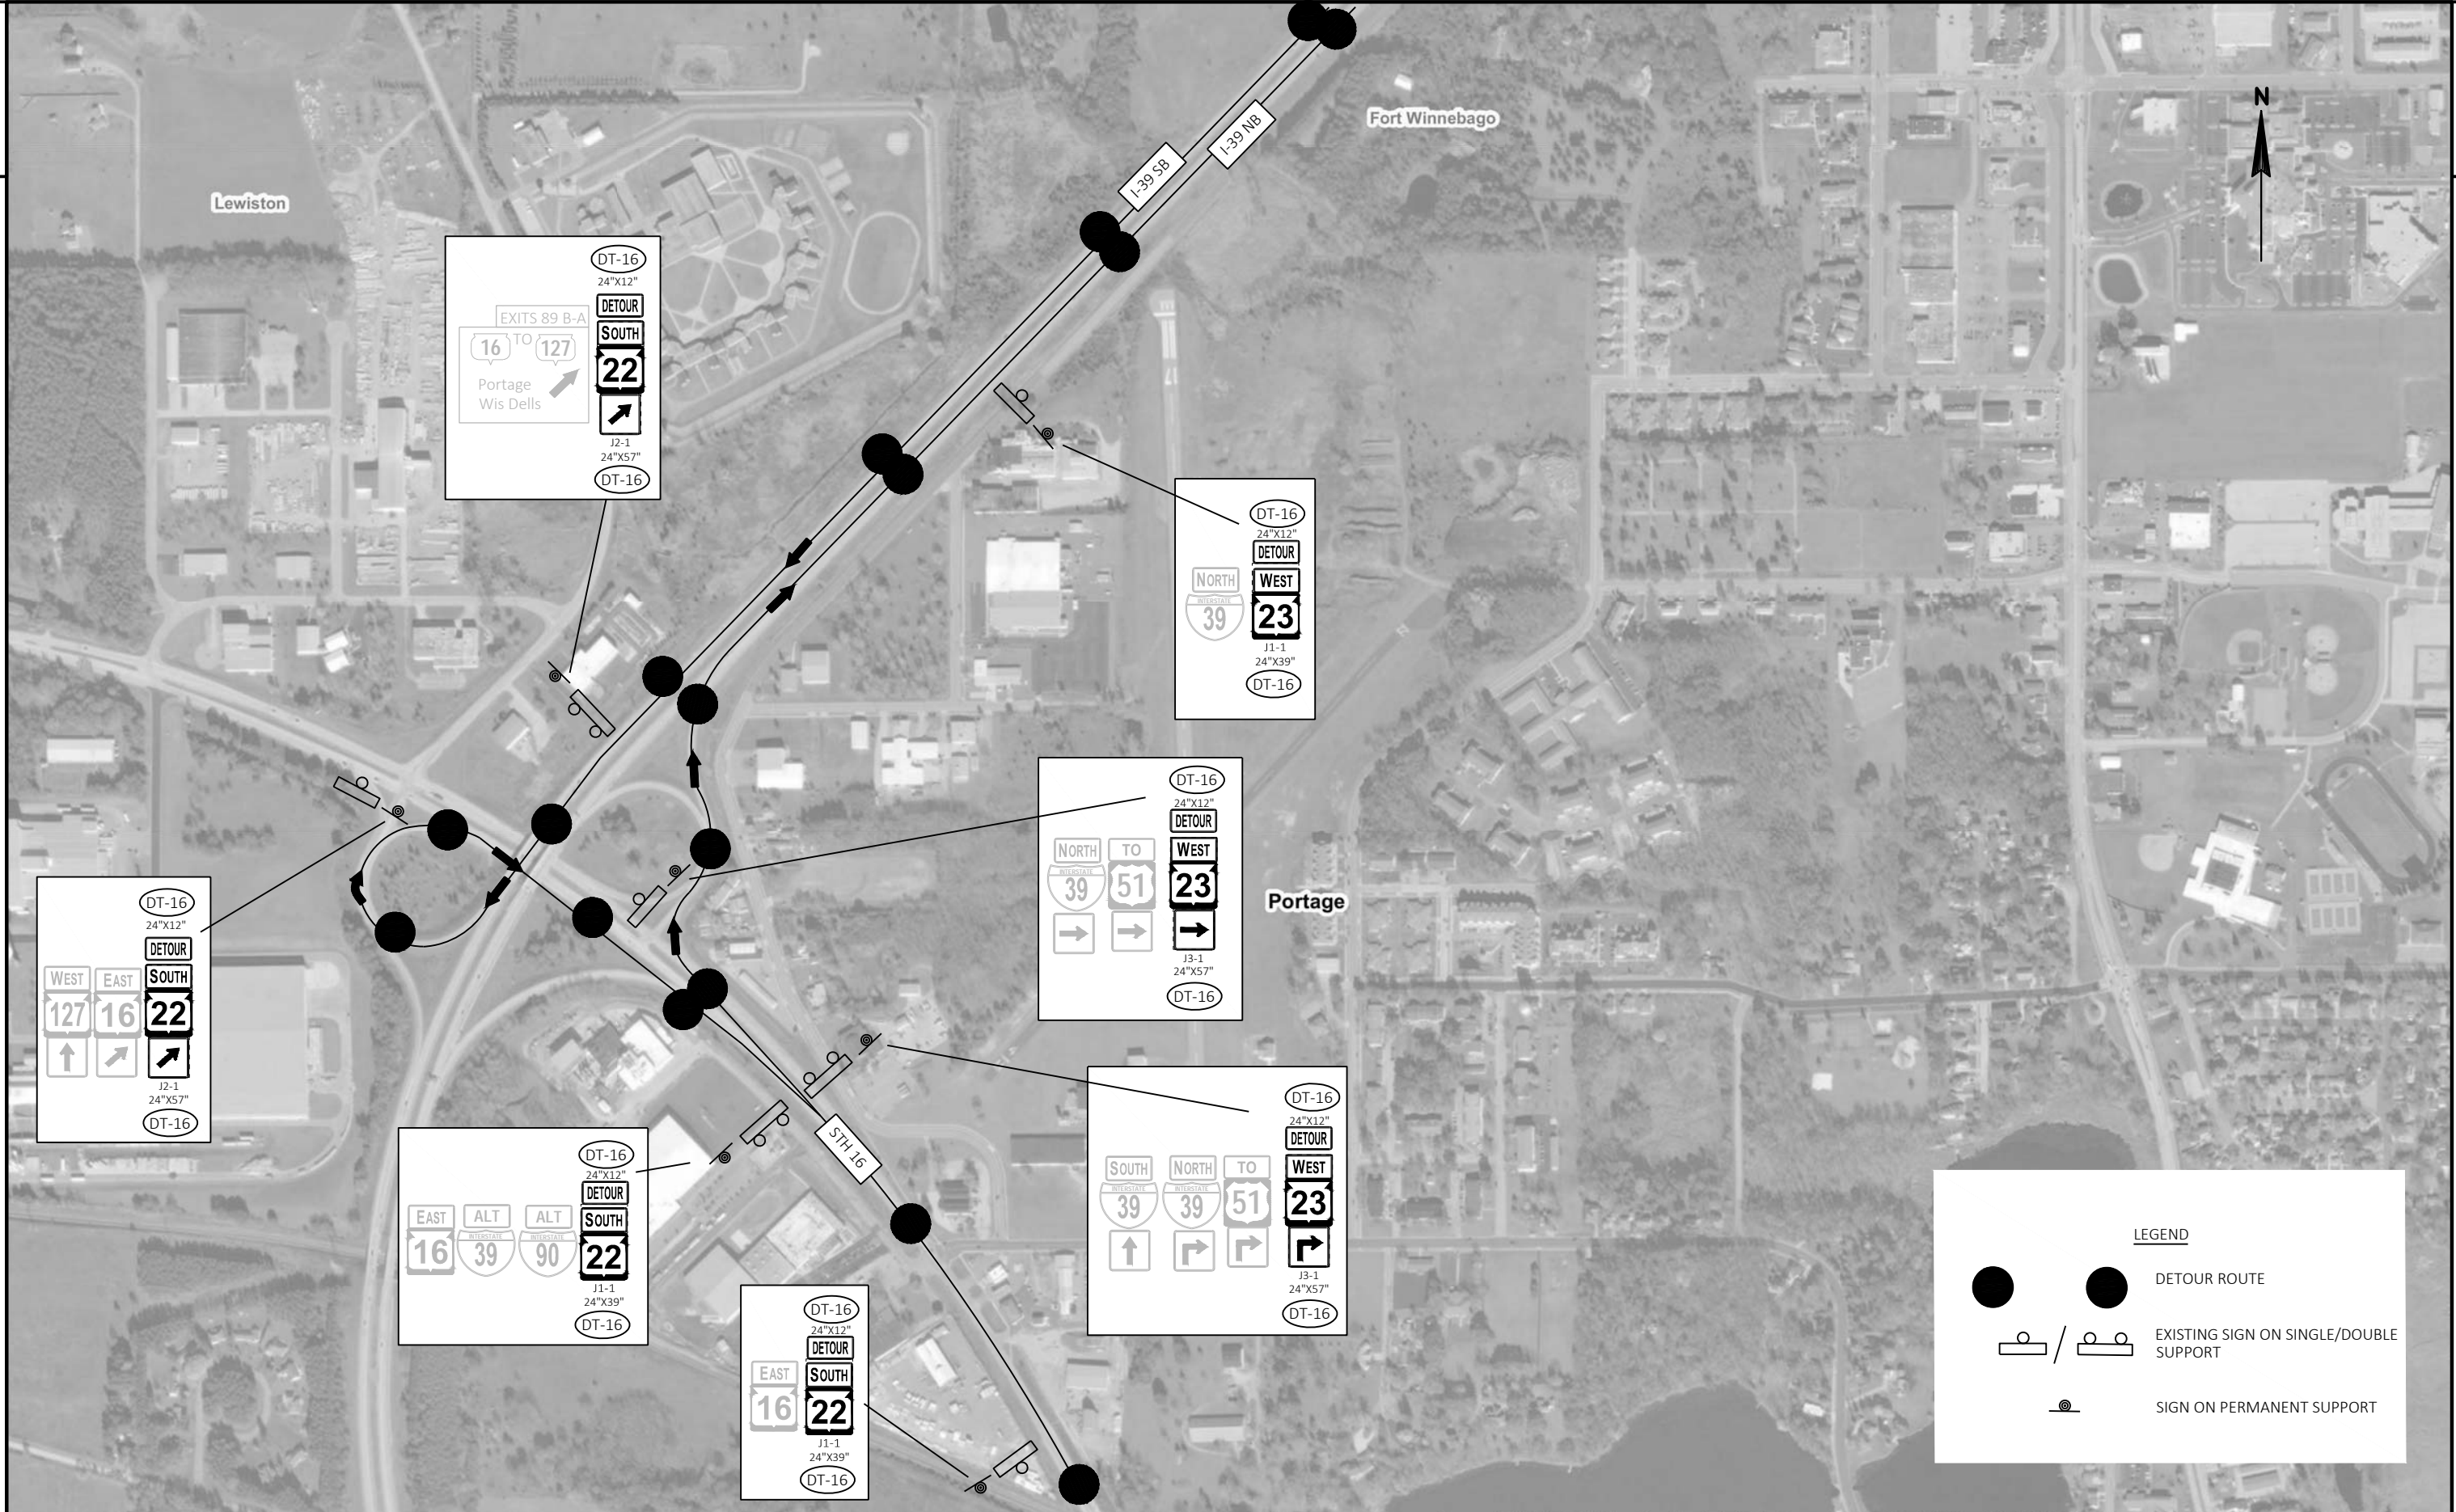 I-39 SB
I-39 NB
Fort Winnebago
N
Lewiston
DT-16
24"X12"
DETOUR
SOUTH
22
EXITS 89 B-A
16 TO 127
Portage
Wis Dells
J2-1
24"X57"
DT-16
DT-16
24"X12"
DETOUR
NORTH WEST
INTERSTATE
39 23
J1-1
24"X39"
DT-16
DT-16
24"X12"
DETOUR
NORTH TO WEST
INTERSTATE
39 51 23
J3-1
24"X57"
DT-16
Portage
DT-16
24"X12"
DETOUR
WEST EAST SOUTH
127 16 22
J2-1
24"X57"
DT-16
DT-16
24"X12"
DETOUR
EAST ALT ALT SOUTH
INTERSTATE INTERSTATE
16 39 90 22
J1-1
24"X39"
DT-16
STH 16
DT-16
24"X12"
DETOUR
SOUTH NORTH TO WEST
INTERSTATE INTERSTATE
39 39 51 23
J3-1
24"X57"
DT-16
DT-16
24"X12"
DETOUR
EAST SOUTH
16 22
J1-1
24"X39"
DT-16
LEGEND
DETOUR ROUTE
EXISTING SIGN ON SINGLE/DOUBLE
SUPPORT
SIGN ON PERMANENT SUPPORT